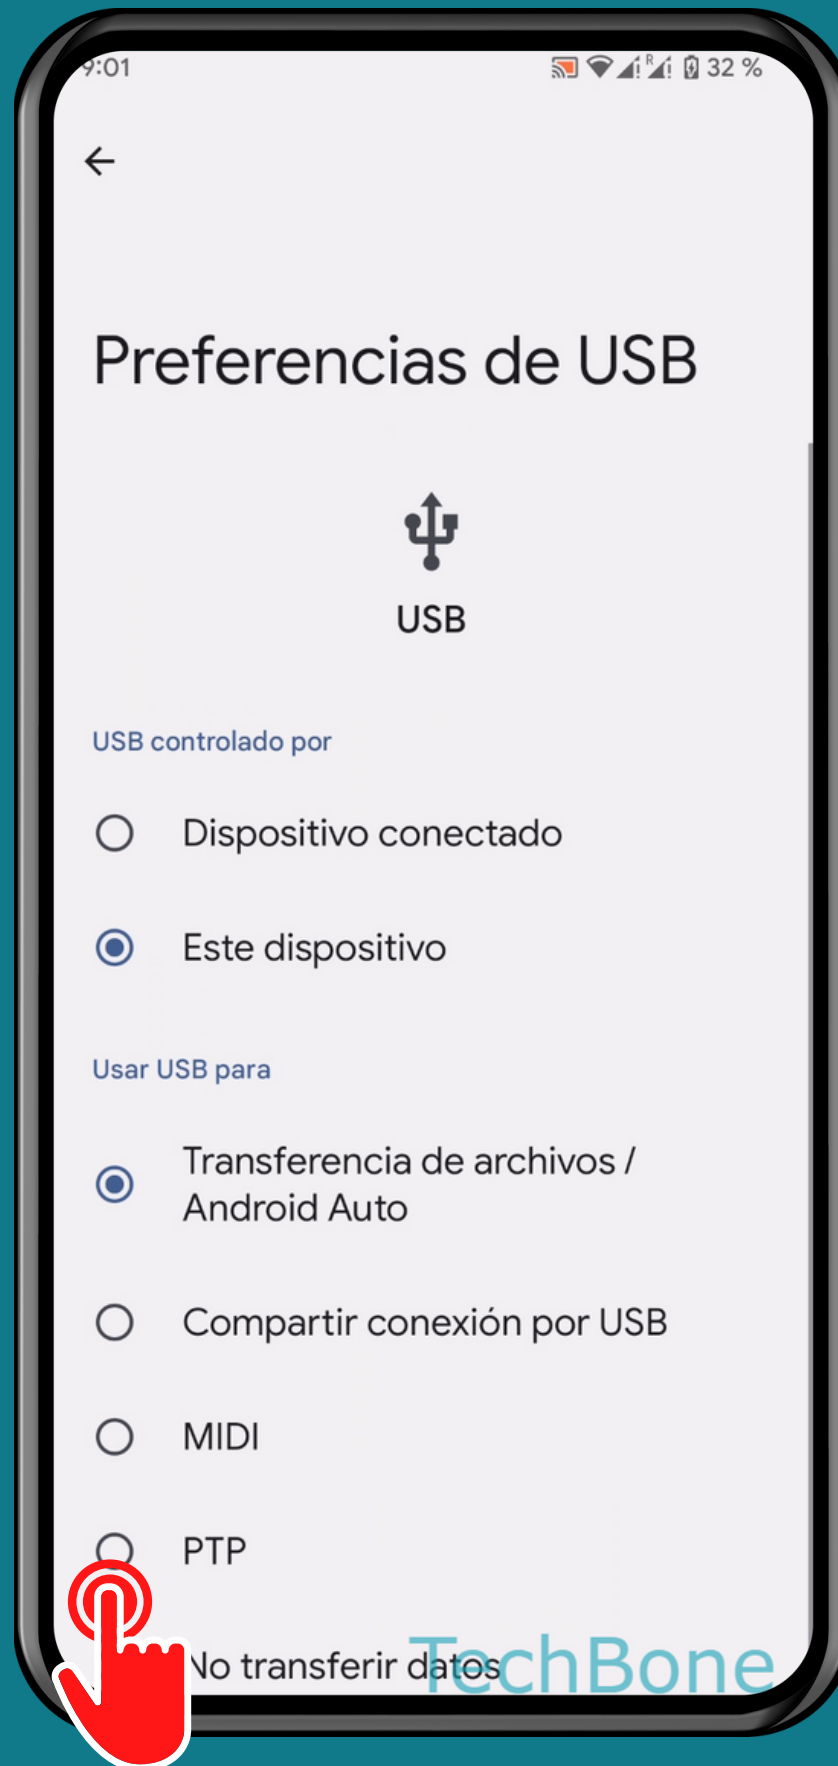 9:01
R
32 %
Preferencias de USB
USB
USB controlado por
Dispositivo conectado
Este dispositivo
Usar USB para
Transferencia de archivos /
Android Auto
Compartir conexión por USB
MIDI
PTP
No transferir datos
TechBone